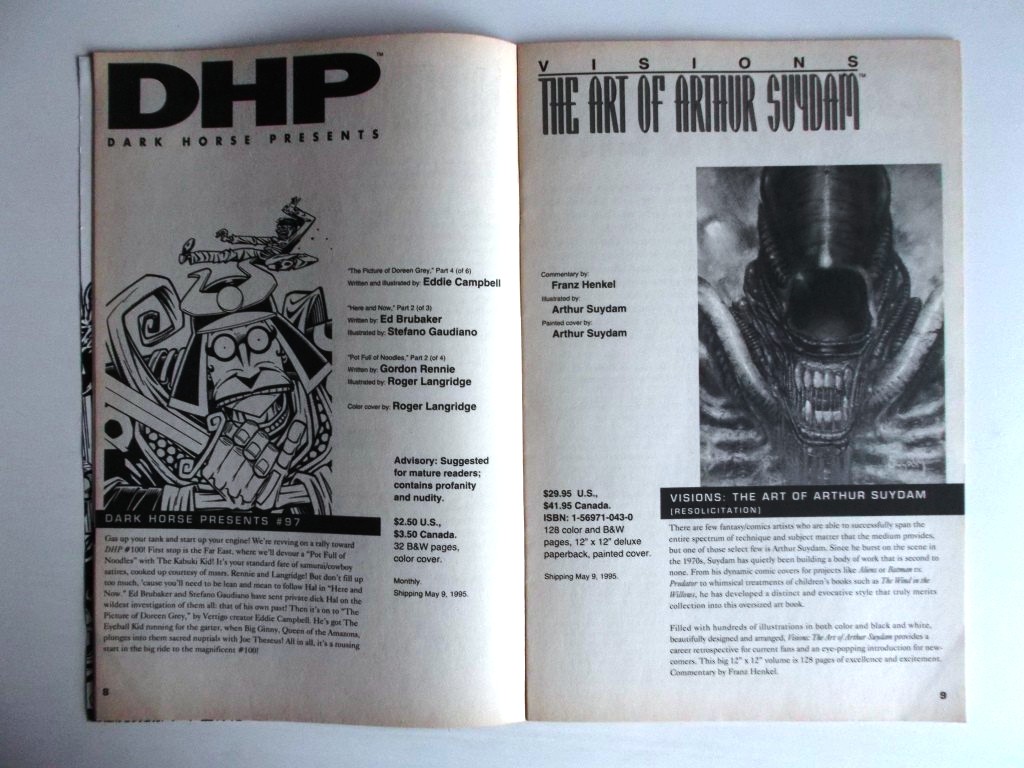 DHP™
DARK HORSE PRESENTS
"The Picture of Doreen Grey," Part 4 (of 6)
Written and Illustrated by: Eddie Campbell
"Here and Now," Part 2 (of 3)
Written by: Ed Brubaker
Illustrated by: Stefano Gaudiano
"Pot Full of Noodles," Part 2 (of 4)
Written by: Gordon Rennie
Illustrated by: Roger Langridge
Color cover by: Roger Langridge
Advisory: Suggested
for mature readers;
contains profanity
and nudity.
$2.50 U.S.,
$3.50 Canada.
32 B&W pages,
color cover.
Monthly.
Shipping May 9, 1995.
DARK HORSE PRESENTS #97
Gas up your tank and start up your engine! We're revving on a rally toward
DHP #100! First stop is the Far East, where we'll devour a "Pot Full of
Noodles" with The Kabuki Kid! It's your standard fare of samurai/cowboy
satires, cooked up courtesy of mssrs. Rennie and Langridge! But don't fill up
too much, 'cause you'll need to be lean and mean to follow Hal in "Here and
Now." Ed Brubaker and Stefano Gaudiano have sent private dick Hal on the
wildest investigation of them all: that of his own past! Then it's on to "The
Picture of Doreen Grey," by Vertigo creator Eddie Campbell. He's got The
Eyeball Kid running for the garter, when Big Ginny, Queen of the Amazons,
plunges into them sacred nuptials with Joe Theseus! All in all, it's a rousing
start in the big ride to the magnificent #100!
8
VISIONS
THE ART OF ARTHUR SUYDAM™
Commentary by:
Franz Henkel
Illustrated by:
Arthur Suydam
Painted cover by:
Arthur Suydam
$29.95 U.S.,
$41.95 Canada.
ISBN: 1-56971-043-0
128 color and B&W
pages, 12" x 12" deluxe
paperback, painted cover.
Shipping May 9, 1995.
VISIONS: THE ART OF ARTHUR SUYDAM
(RESOLICITATION)
There are few fantasy/comics artists who are able to successfully span the
entire spectrum of technique and subject matter that the medium provides,
but one of those select few is Arthur Suydam. Since he burst on the scene in
the 1970s, Suydam has quietly been building a body of work that is second to
none. From his dynamic comic covers for projects like Aliens or Batman vs.
Predator to whimsical treatments of children's books such as The Wind in the
Willows, he has developed a distinct and evocative style that truly merits
collection into this oversized art book.
Filled with hundreds of illustrations in both color and black and white,
beautifully designed and arranged, Visions: The Art of Arthur Suydam provides a
career retrospective for current fans and an eye-popping introduction for new-
comers. This big 12" x 12" volume is 128 pages of excellence and excitement.
Commentary by Franz Henkel.
9